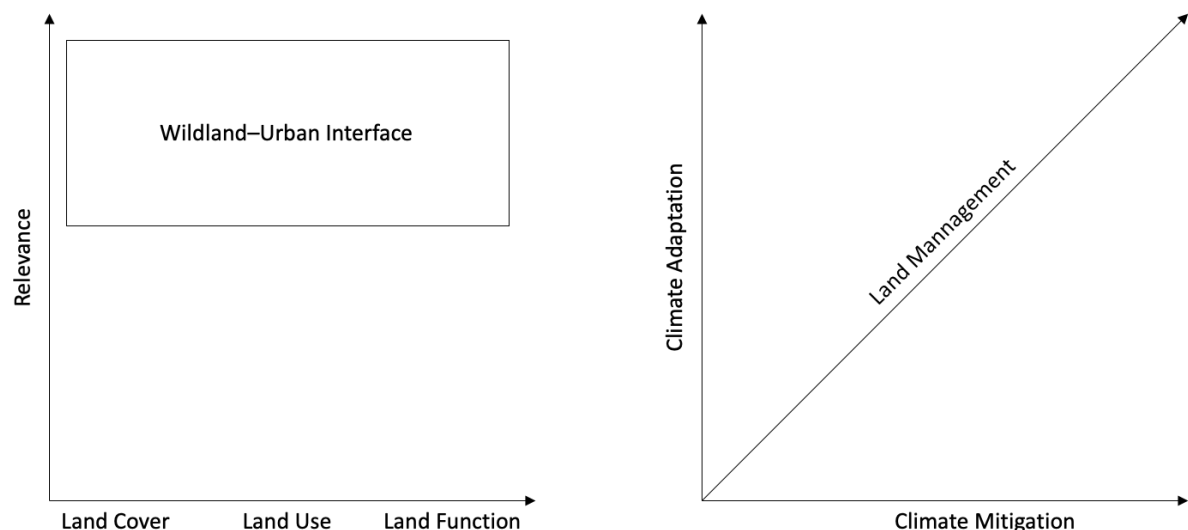 Wildland–Urban Interface
Relevance
Land Cover
Land Use
Land Function
Climate Adaptation
Land Mannagement
Climate Mitigation